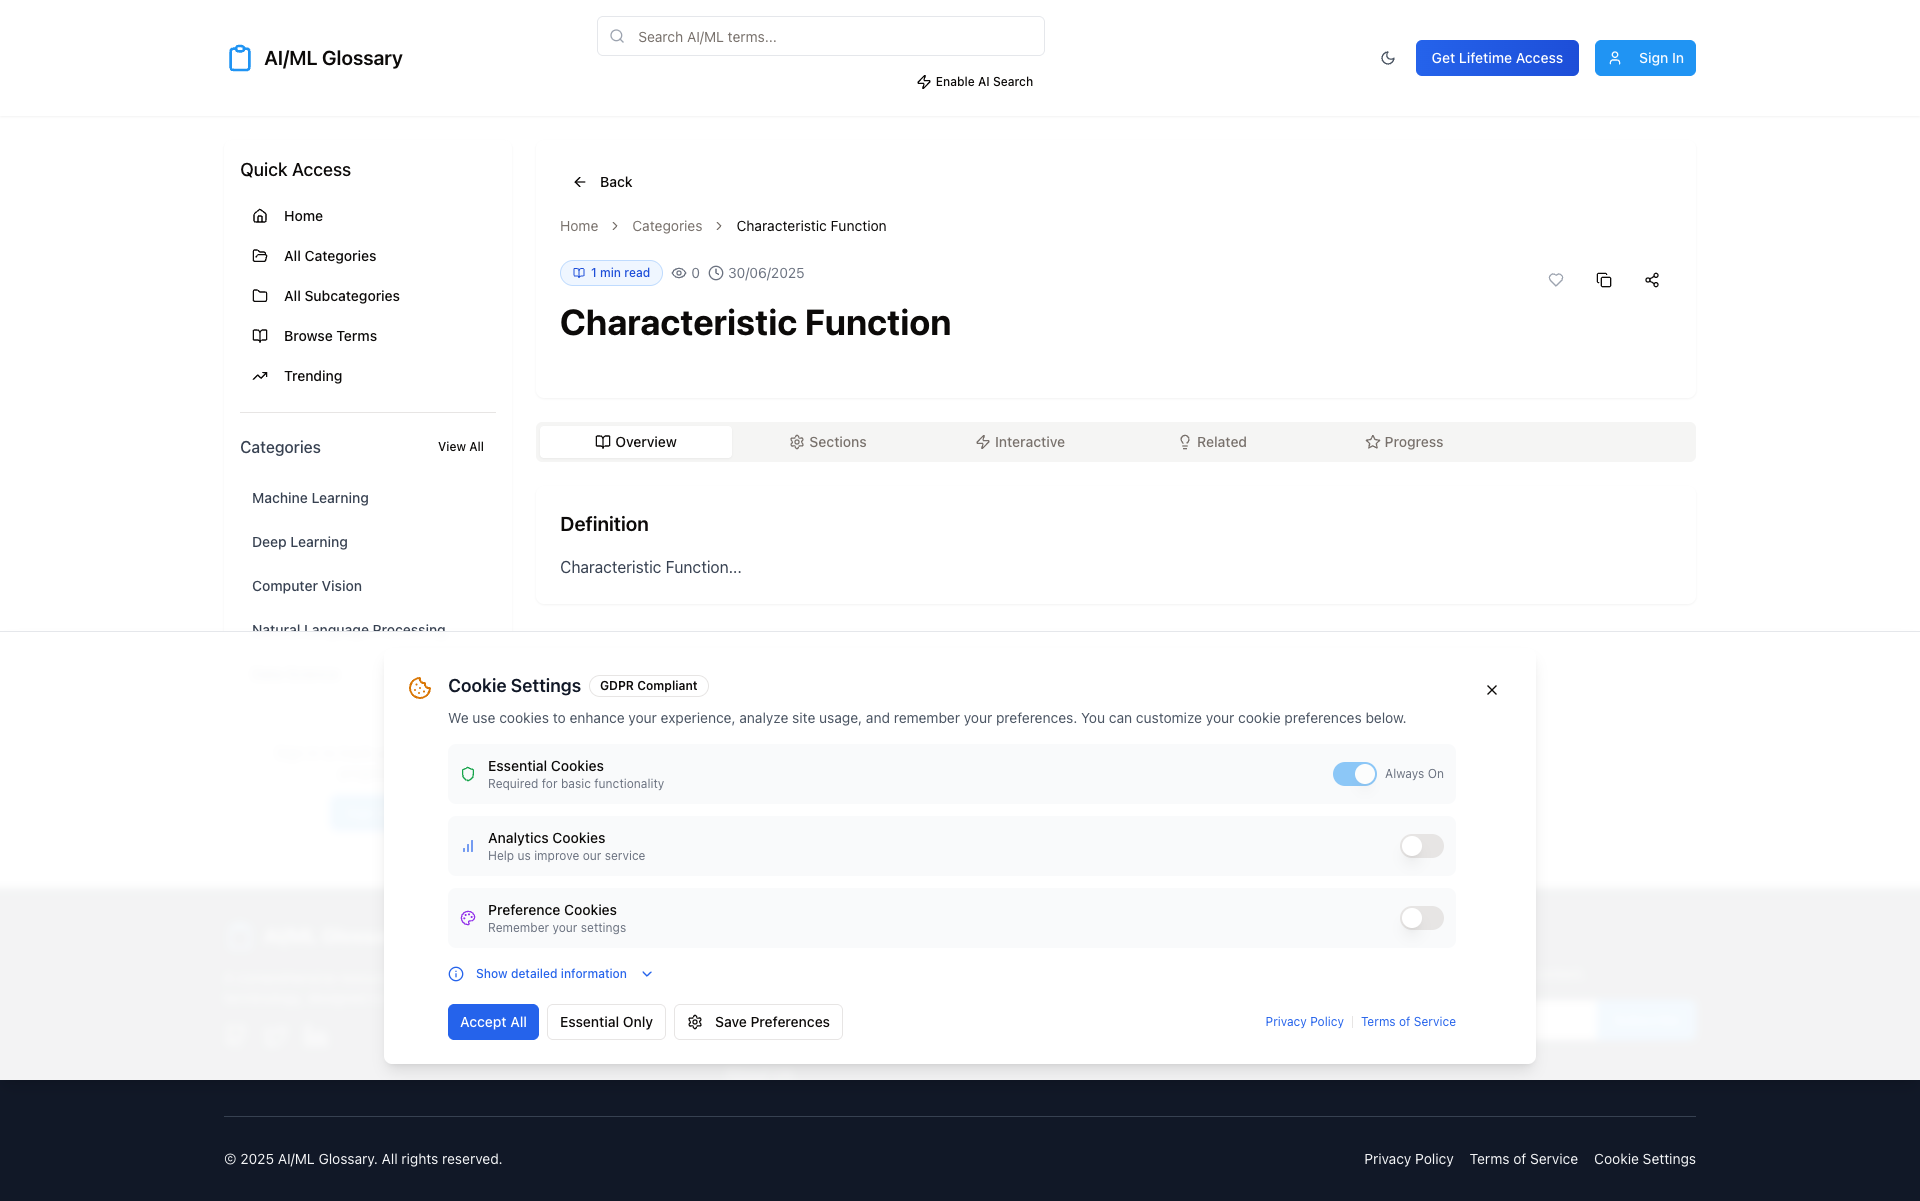 AI/ML Glossary
Search AI/ML terms...
Enable AI Search
Get Lifetime Access
Sign In
Quick Access
Home
All Categories
All Subcategories
Browse Terms
Trending
Categories
View All
Machine Learning
Deep Learning
Computer Vision
Natural Language Processing
Back
Home
Categories
Characteristic Function
1 min read
0
30/06/2025
Characteristic Function
Overview
Sections
Interactive
Related
Progress
Definition
Characteristic Function...
Cookie Settings
GDPR Compliant
We use cookies to enhance your experience, analyze site usage, and remember your preferences. You can customize your cookie preferences below.
Essential Cookies
Required for basic functionality
Always On
Analytics Cookies
Help us improve our service
Preference Cookies
Remember your settings
Show detailed information
Accept All
Essential Only
Save Preferences
Privacy Policy
Terms of Service
© 2025 AI/ML Glossary. All rights reserved.
Privacy Policy
Terms of Service
Cookie Settings